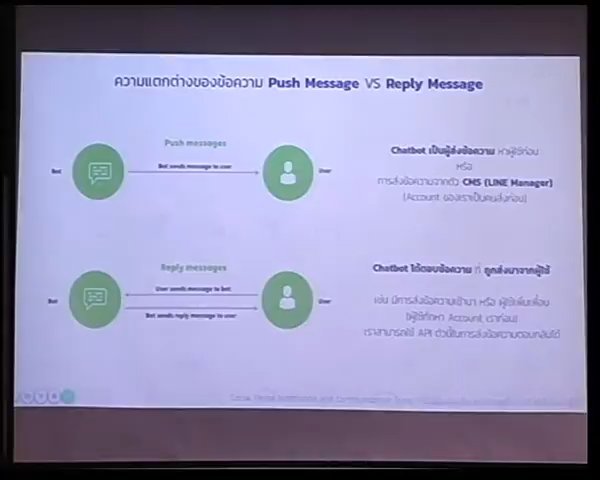 ความแตกต่างของข้อความ Push Message VS Reply Message
Push messages
Bot sends message to user
Bot
User
Chatbot เป็นผู้ส่งข้อความ หาผู้ใช้ก่อน
หรือ
การส่งข้อความจากตัว CMS (LINE Manager)
(Account ของเราเป็นคนส่งก่อน)
Reply messages
User sends message to bot
Bot sends reply message to user
Bot
User
Chatbot โต้ตอบข้อความ ที่ ถูกส่งมาจากผู้ใช้
เช่น มีการส่งข้อความเข้ามา หรือ ผู้ใช้เพิ่มเพื่อน
(ผู้ใช้ทักหา Account เราก่อน)
เราสามารถใช้ API ตัวนี้ในการส่งข้อความตอบกลับได้